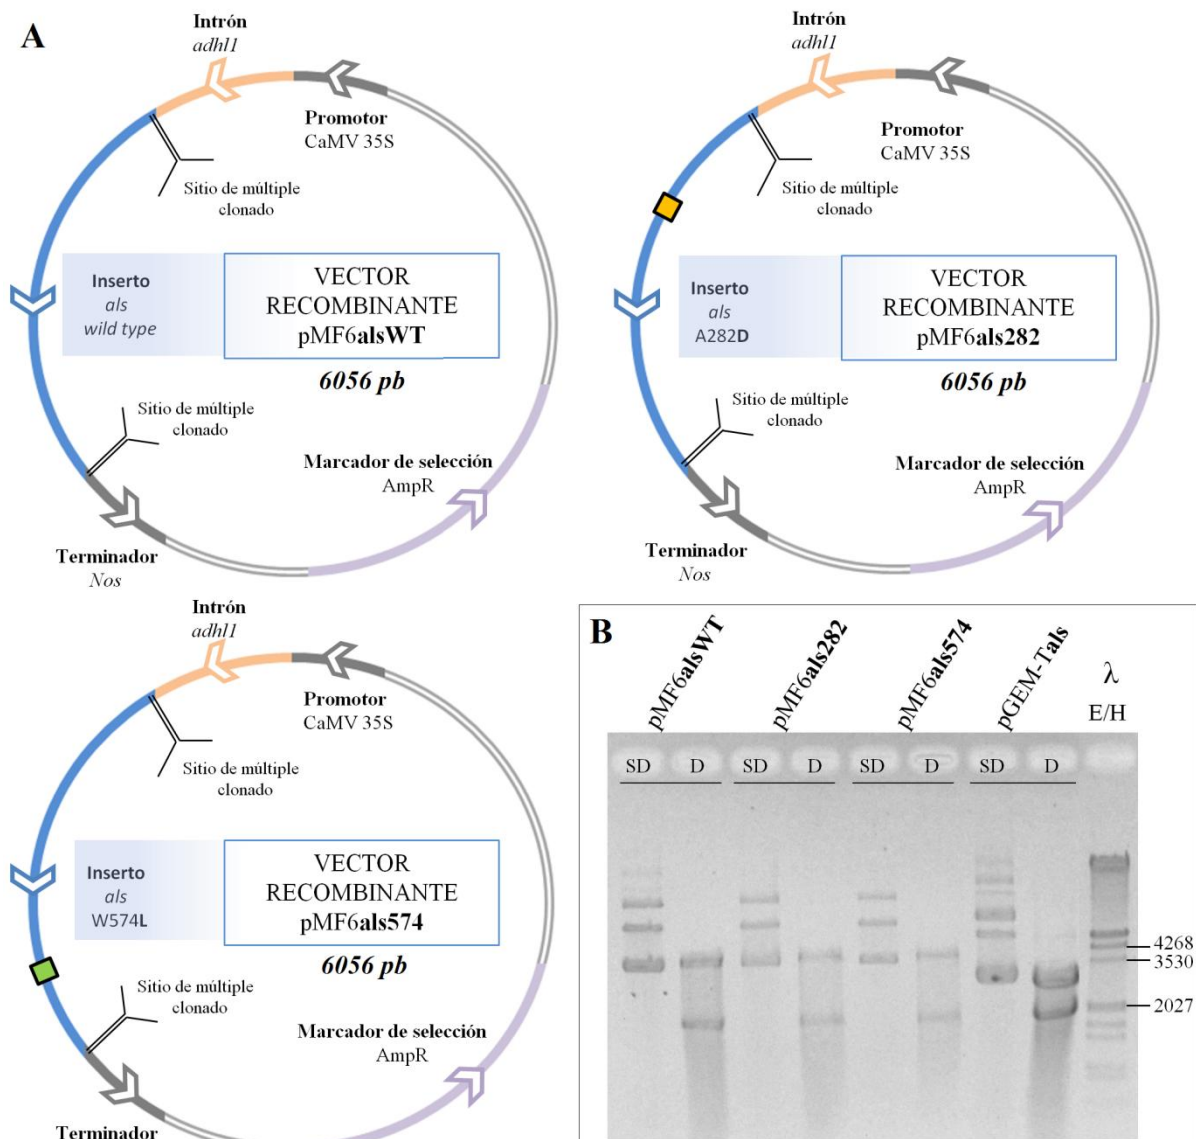 A
Intrón
adhl1
Promotor
CaMV 35S
Sitio de múltiple
clonado
Inserto
als
wild type
VECTOR
RECOMBINANTE
pMF6alsWT
6056 pb
Sitio de múltiple
clonado
Marcador de selección
AmpR
Terminador
Nos
Intrón
adhl1
Promotor
CaMV 35S
Sitio de múltiple
clonado
Inserto
als
A282D
VECTOR
RECOMBINANTE
pMF6als282
6056 pb
Sitio de múltiple
clonado
Marcador de selección
AmpR
Terminador
Nos
Intrón
adhl1
Promotor
CaMV 35S
Sitio de múltiple
clonado
Inserto
als
W574L
VECTOR
RECOMBINANTE
pMF6als574
6056 pb
Sitio de múltiple
clonado
Marcador de selección
AmpR
Terminador
B
pMF6alsWT
pMF6als282
pMF6als574
pGEM-Tals
λ
E/H
SD D SD D SD D SD D
4268
3530
2027